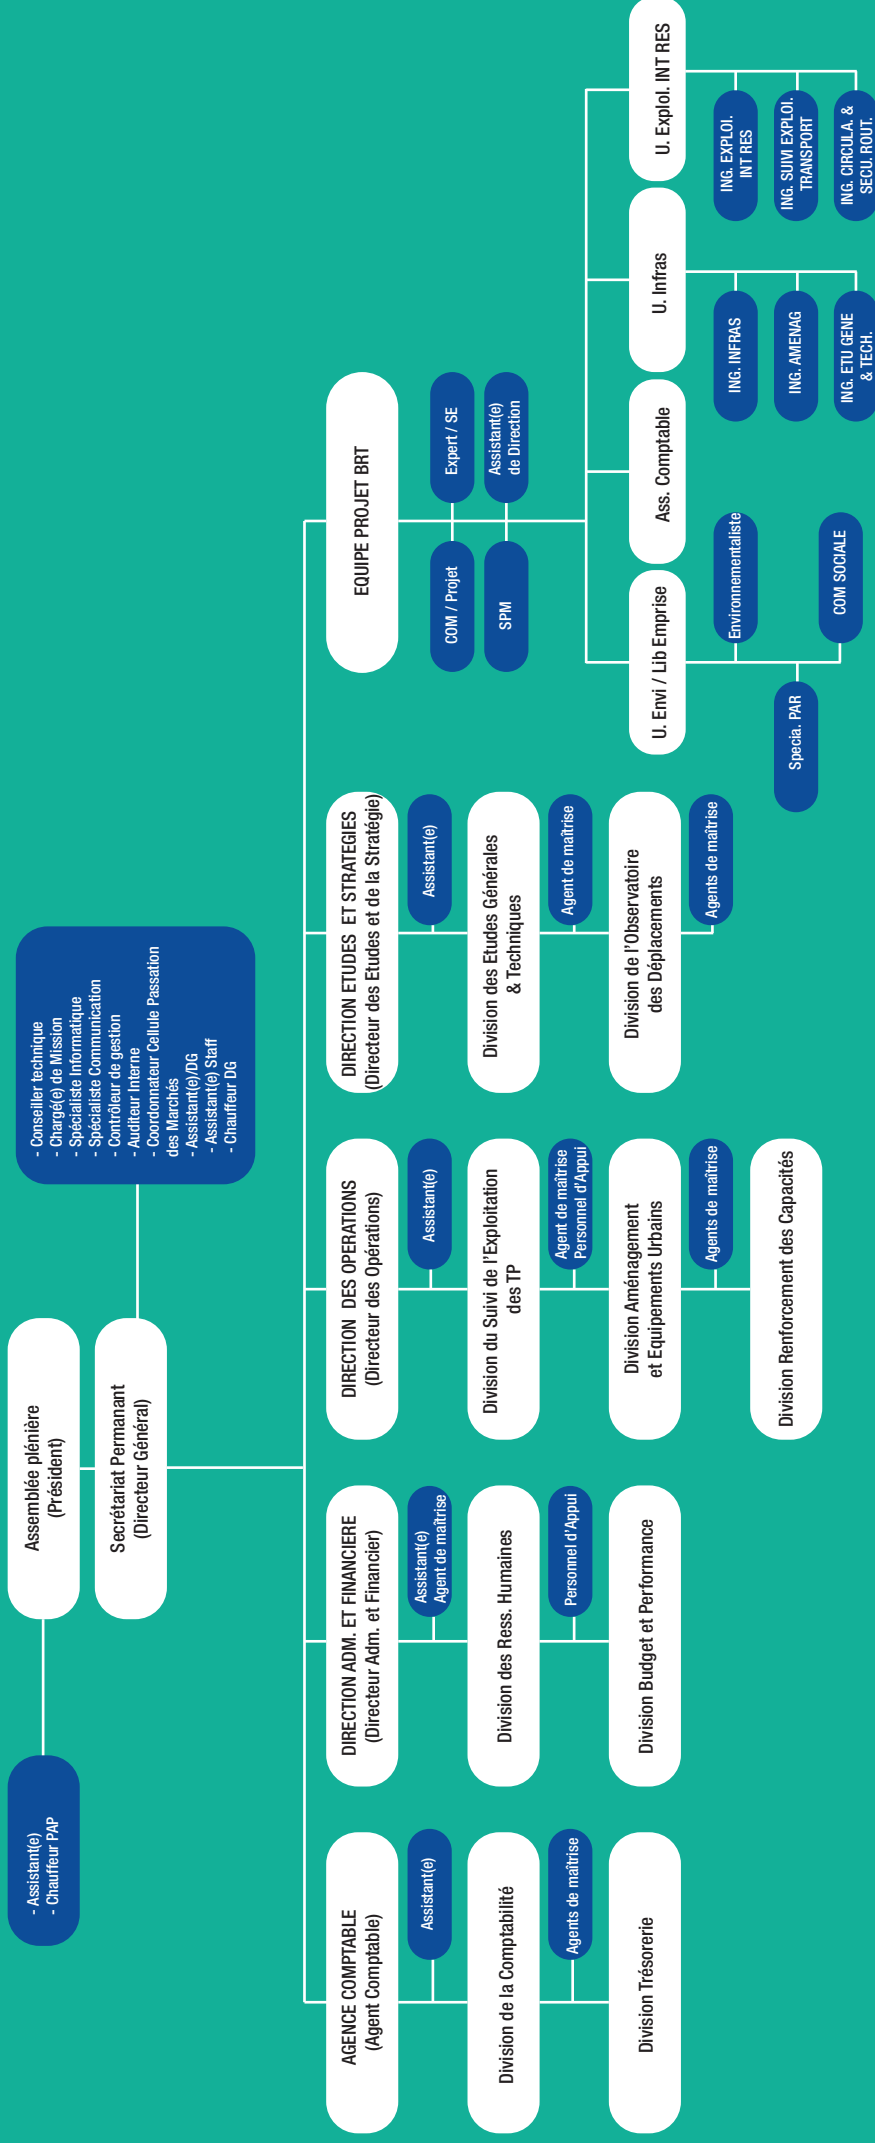 Assemblée plénière
(Président)
- Assistant(e)
- Chauffeur PAP
Secrétariat Permanant
(Directeur Général)
- Conseiller technique
- Chargé(e) de Mission
- Spécialiste Informatique
- Spécialiste Communication
- Contrôleur de gestion
- Auditeur Interne
- Coordonnateur Cellule Passation
des Marchés
- Assistant(e)/DG
- Assistant(e) Staff
- Chauffeur DG
AGENCE COMPTABLE
(Agent Comptable)
Assistant(e)
Division de la Comptabilité
Agents de maîtrise
Division Trésorerie
DIRECTION ADM. ET FINANCIERE
(Directeur Adm. et Financier)
Assistant(e)
Agent de maîtrise
Division des Ress. Humaines
Personnel d'Appui
Division Budget et Performance
DIRECTION DES OPERATIONS
(Directeur des Opérations)
Assistant(e)
Division du Suivi de l'Exploitation
des TP
Agent de maîtrise
Personnel d'Appui
Division Aménagement
et Equipements Urbains
Agents de maîtrise
Division Renforcement des Capacités
DIRECTION ETUDES ET STRATEGIES
(Directeur des Etudes et de la Stratégie)
Assistant(e)
Division des Etudes Générales
& Techniques
Agent de maîtrise
Division de l'Observatoire
des Déplacements
Agents de maîtrise
EQUIPE PROJET BRT
COM / Projet
Expert / SE
SPM
Assistant(e)
de Direction
U. Envi / Lib Emprise
Environnementaliste
Specia. PAR
COM SOCIALE
Ass. Comptable
U. Infras
ING. INFRAS
ING. AMENAG
ING. ETU GENE
& TECH.
U. Exploi. INT RES
ING. EXPLOI.
INT RES
ING. SUIVI EXPLOI.
TRANSPORT
ING. CIRCULA. &
SECU. ROUT.